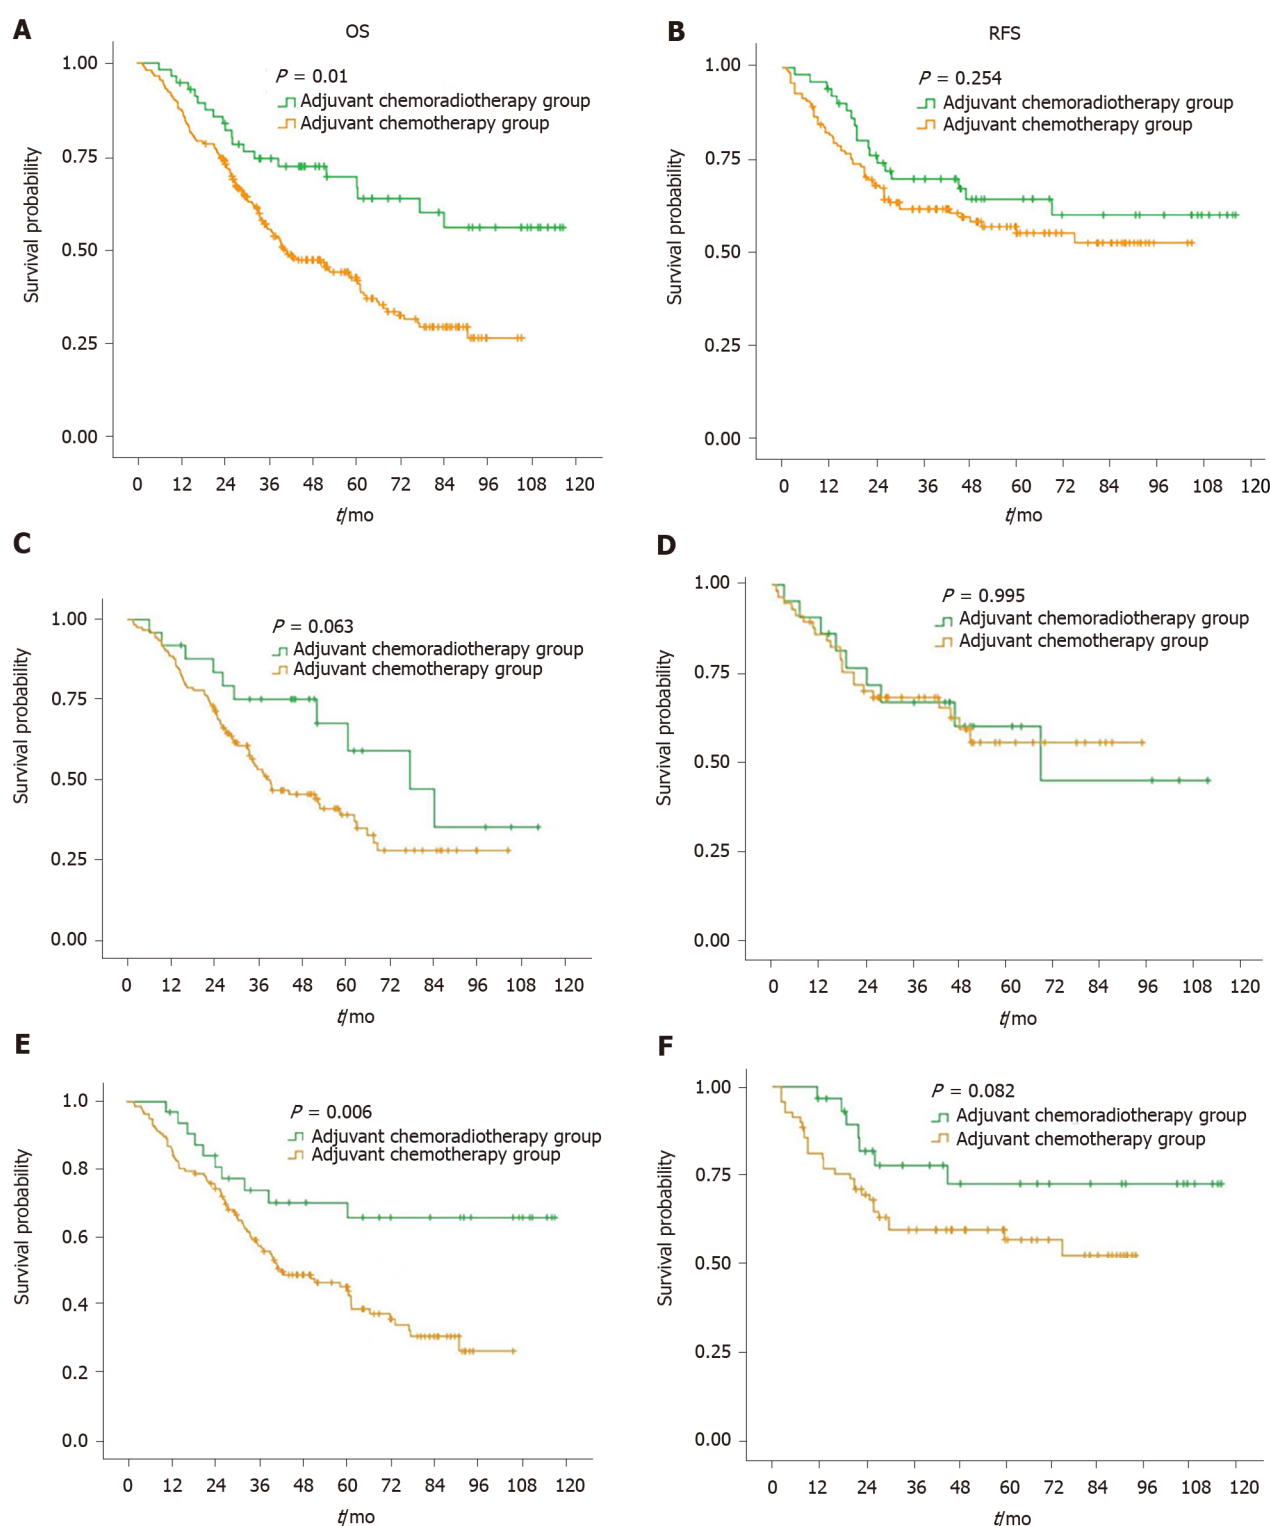 A
OS
P = 0.01
Adjuvant chemoradiotherapy group
Adjuvant chemotherapy group
Survival probability
1.00
0.75
0.50
0.25
0.00
0 12 24 36 48 60 72 84 96 108 120
t/mo
B
RFS
P = 0.254
Adjuvant chemoradiotherapy group
Adjuvant chemotherapy group
Survival probability
1.00
0.75
0.50
0.25
0.00
0 12 24 36 48 60 72 84 96 108 120
t/mo
C
P = 0.063
Adjuvant chemoradiotherapy group
Adjuvant chemotherapy group
Survival probability
1.00
0.75
0.50
0.25
0.00
0 12 24 36 48 60 72 84 96 108 120
t/mo
D
P = 0.995
Adjuvant chemoradiotherapy group
Adjuvant chemotherapy group
Survival probability
1.00
0.75
0.50
0.25
0.00
0 12 24 36 48 60 72 84 96 108 120
t/mo
E
P = 0.006
Adjuvant chemoradiotherapy group
Adjuvant chemotherapy group
Survival probability
1.0
0.8
0.6
0.4
0.2
0.0
0 12 24 36 48 60 72 84 96 108 120
t/mo
F
P = 0.082
Adjuvant chemoradiotherapy group
Adjuvant chemotherapy group
Survival probability
1.00
0.75
0.50
0.25
0.00
0 12 24 36 48 60 72 84 96 108 120
t/mo